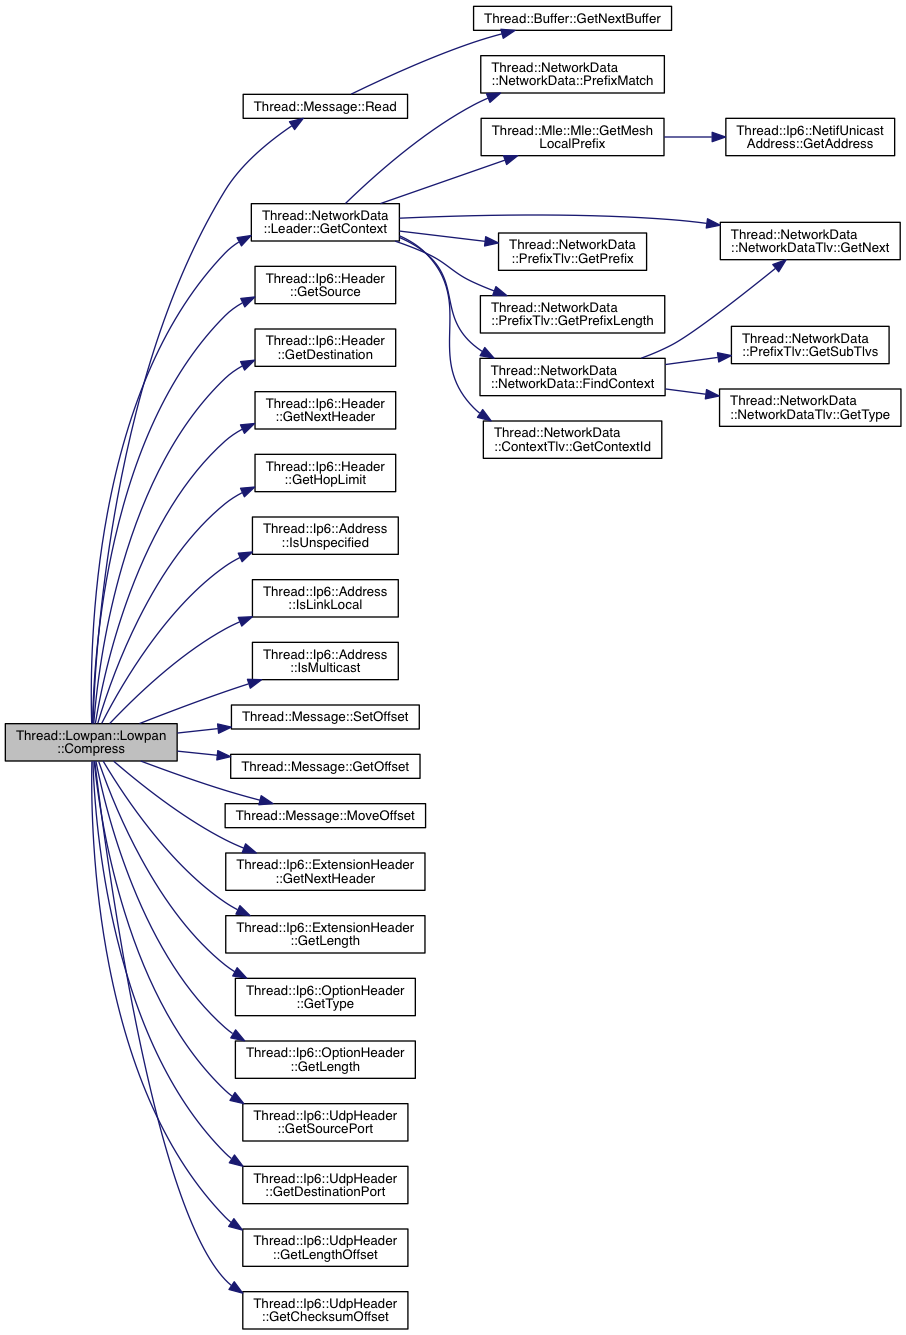 Thread::Buffer::GetNextBuffer
Thread::NetworkData
::NetworkData::PrefixMatch
Thread::Message::Read
Thread::Mle::Mle::GetMesh
LocalPrefix
Thread::Ip6::NetifUnicast
Address::GetAddress
Thread::NetworkData
::Leader::GetContext
Thread::NetworkData
::NetworkDataTlv::GetNext
Thread::NetworkData
::PrefixTlv::GetPrefix
Thread::Ip6::Header
::GetSource
Thread::NetworkData
::PrefixTlv::GetPrefixLength
Thread::Ip6::Header
::GetDestination
Thread::NetworkData
::PrefixTlv::GetSubTlvs
Thread::NetworkData
::NetworkData::FindContext
Thread::Ip6::Header
::GetNextHeader
Thread::NetworkData
::NetworkDataTlv::GetType
Thread::NetworkData
::ContextTlv::GetContextId
Thread::Ip6::Header
::GetHopLimit
Thread::Ip6::Address
::IsUnspecified
Thread::Ip6::Address
::IsLinkLocal
Thread::Ip6::Address
::IsMulticast
Thread::Message::SetOffset
Thread::Lowpan::Lowpan
::Compress
Thread::Message::GetOffset
Thread::Message::MoveOffset
Thread::Ip6::ExtensionHeader
::GetNextHeader
Thread::Ip6::ExtensionHeader
::GetLength
Thread::Ip6::OptionHeader
::GetType
Thread::Ip6::OptionHeader
::GetLength
Thread::Ip6::UdpHeader
::GetSourcePort
Thread::Ip6::UdpHeader
::GetDestinationPort
Thread::Ip6::UdpHeader
::GetLengthOffset
Thread::Ip6::UdpHeader
::GetChecksumOffset